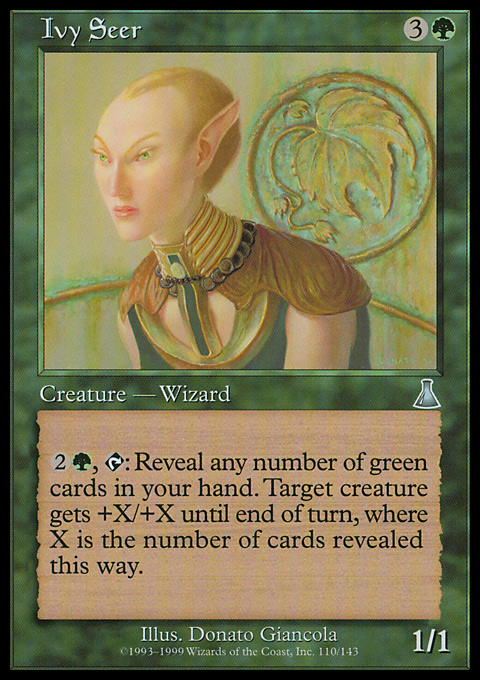 Ivy Seer 3
Creature — Wizard
2 , : Reveal any number of green
cards in your hand. Target creature
gets +X/+X until end of turn, where
X is the number of cards revealed
this way.
Illus. Donato Giancola
©1993–1999 Wizards of the Coast, Inc. 110/143
1/1